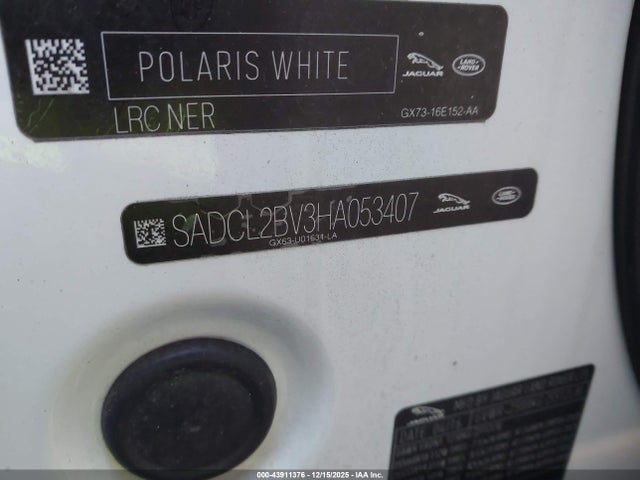 POLARIS WHITE
JAGUAR
LAND ROVER
LRC NER
GX73-16E152-AA
SADCL2BV3HA053407
GX63-U01634-LA
JAGUAR
LAND ROVER
JAGUAR
000-43911376 - 12/15/2025 - IAA Inc.